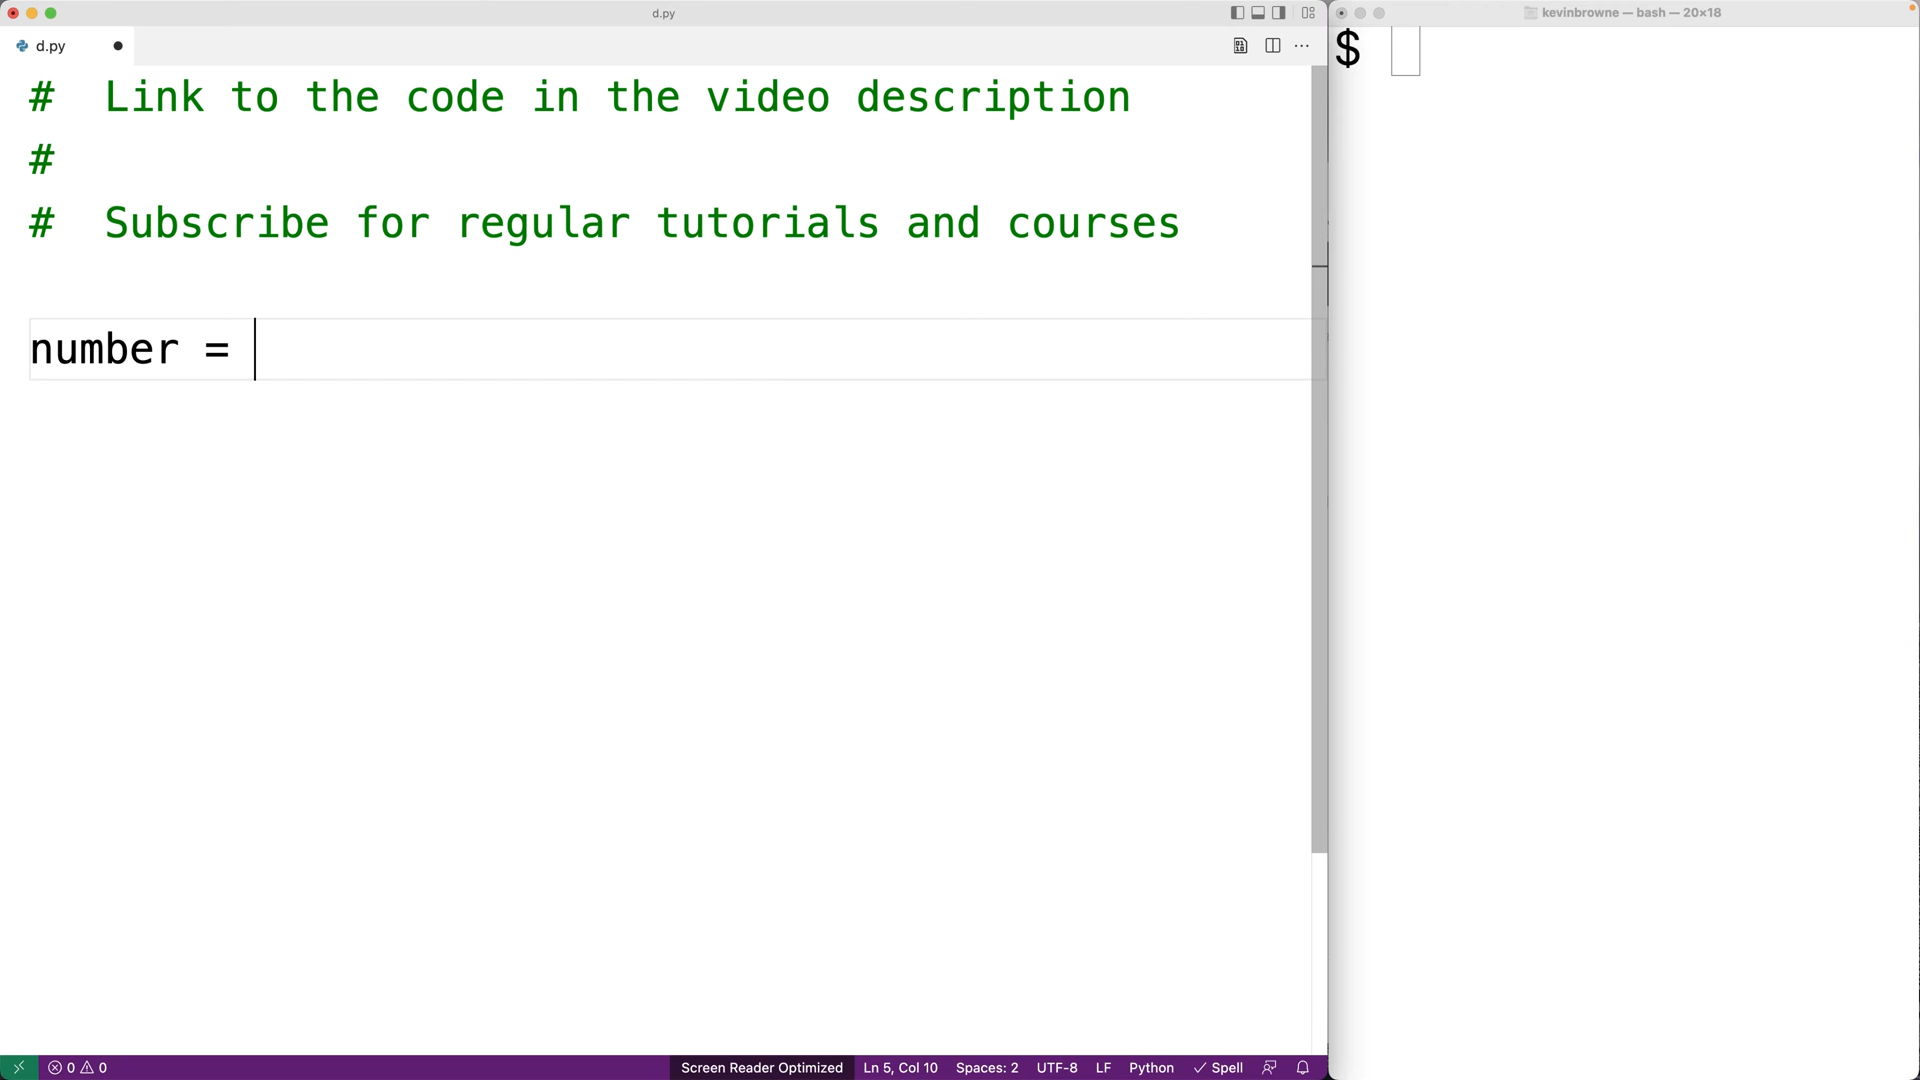 d.py
kevinbrowne — bash — 20×18
d.py
$
# Link to the code in the video description
#
# Subscribe for regular tutorials and courses
number =
0 0 Screen Reader Optimized Ln 5, Col 10 Spaces: 2 UTF-8 LF Python Spell